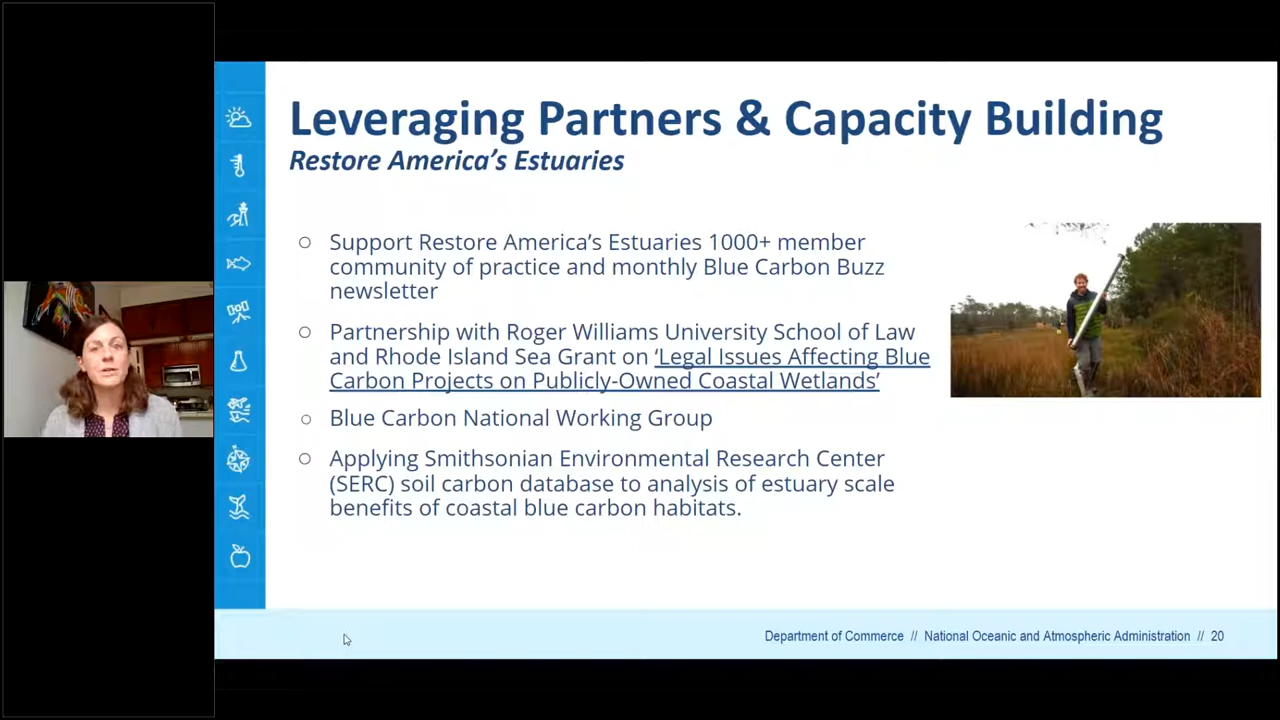 Leveraging Partners & Capacity Building
Restore America's Estuaries
Support Restore America's Estuaries 1000+ member
community of practice and monthly Blue Carbon Buzz
newsletter
Partnership with Roger Williams University School of Law
and Rhode Island Sea Grant on 'Legal Issues Affecting Blue
Carbon Projects on Publicly-Owned Coastal Wetlands'
Blue Carbon National Working Group
Applying Smithsonian Environmental Research Center
(SERC) soil carbon database to analysis of estuary scale
benefits of coastal blue carbon habitats.
Department of Commerce // National Oceanic and Atmospheric Administration // 20